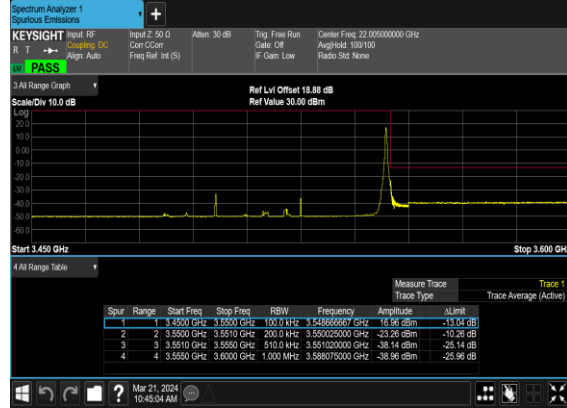 Spectrum Analyzer 1
Spurious Emissions
KEYSIGHT Input: RF Input Z: 50 Ω Atten: 30 dB Trig: Free Run Center Freq: 22.005000000 GHz
R T Coupling: DC Corr CCorr Gate: Off Avg|Hold: 100/100
Align: Auto Freq Ref: Int (S) IF Gain: Low Radio Std: None
LW PASS
3 All Range Graph
Ref Lvl Offset 18.88 dB
Scale/Div 10.0 dB Ref Value 30.00 dBm
Log
20.0
10.0
0.00
-10.0
-20.0
-30.0
-40.0
-50.0
-60.0
Start 3.450 GHz Stop 3.600 GHz
4 All Range Table
Measure Trace Trace 1
Trace Type Trace Average (Active)
Spur Range Start Freq Stop Freq RBW Frequency Amplitude ΔLimit
1 1 3.4500 GHz 3.5500 GHz 100.0 kHz 3.548666667 GHz 16.96 dBm -13.04 dB
2 2 3.5500 GHz 3.5510 GHz 200.0 kHz 3.550025000 GHz -23.26 dBm -10.26 dB
3 3 3.5510 GHz 3.5550 GHz 510.0 kHz 3.551020000 GHz -38.14 dBm -25.14 dB
4 4 3.5550 GHz 3.6000 GHz 1.000 MHz 3.588075000 GHz -38.96 dBm -25.96 dB
Mar 21, 2024
10:45:04 AM